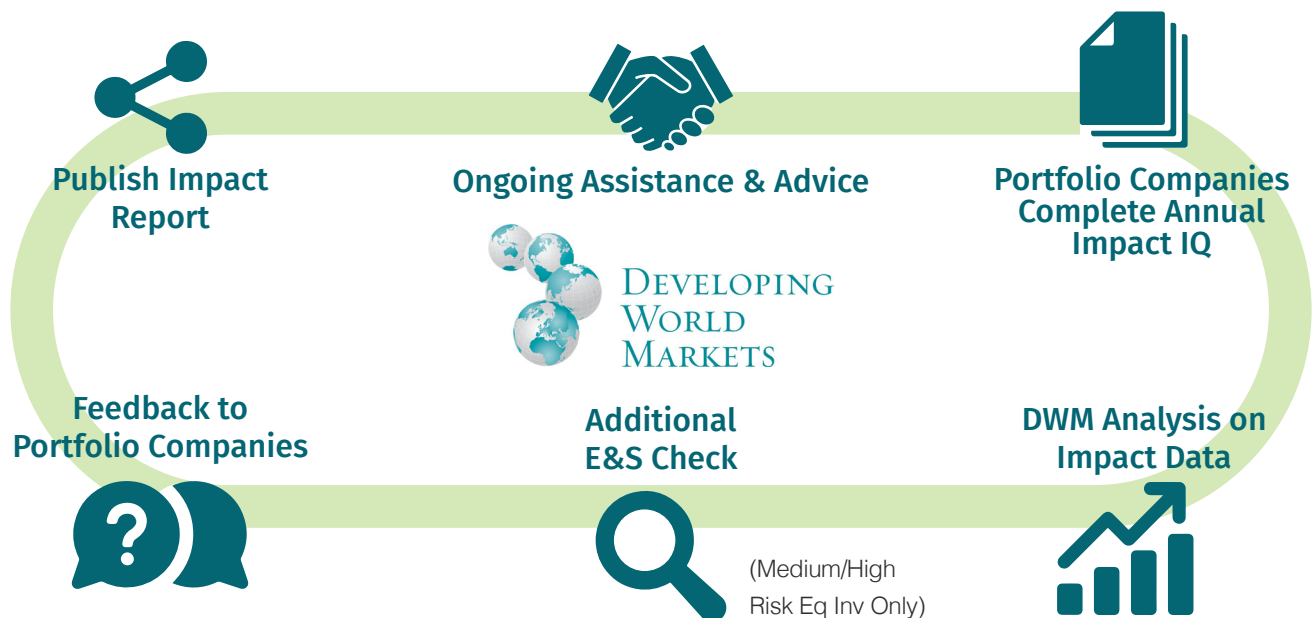 Publish Impact
Report
Ongoing Assistance & Advice
Portfolio Companies
Complete Annual
Impact IQ
DEVELOPING
WORLD
MARKETS
Feedback to
Portfolio Companies
?
Additional
E&S Check
(Medium/High
Risk Eq Inv Only)
DWM Analysis on
Impact Data